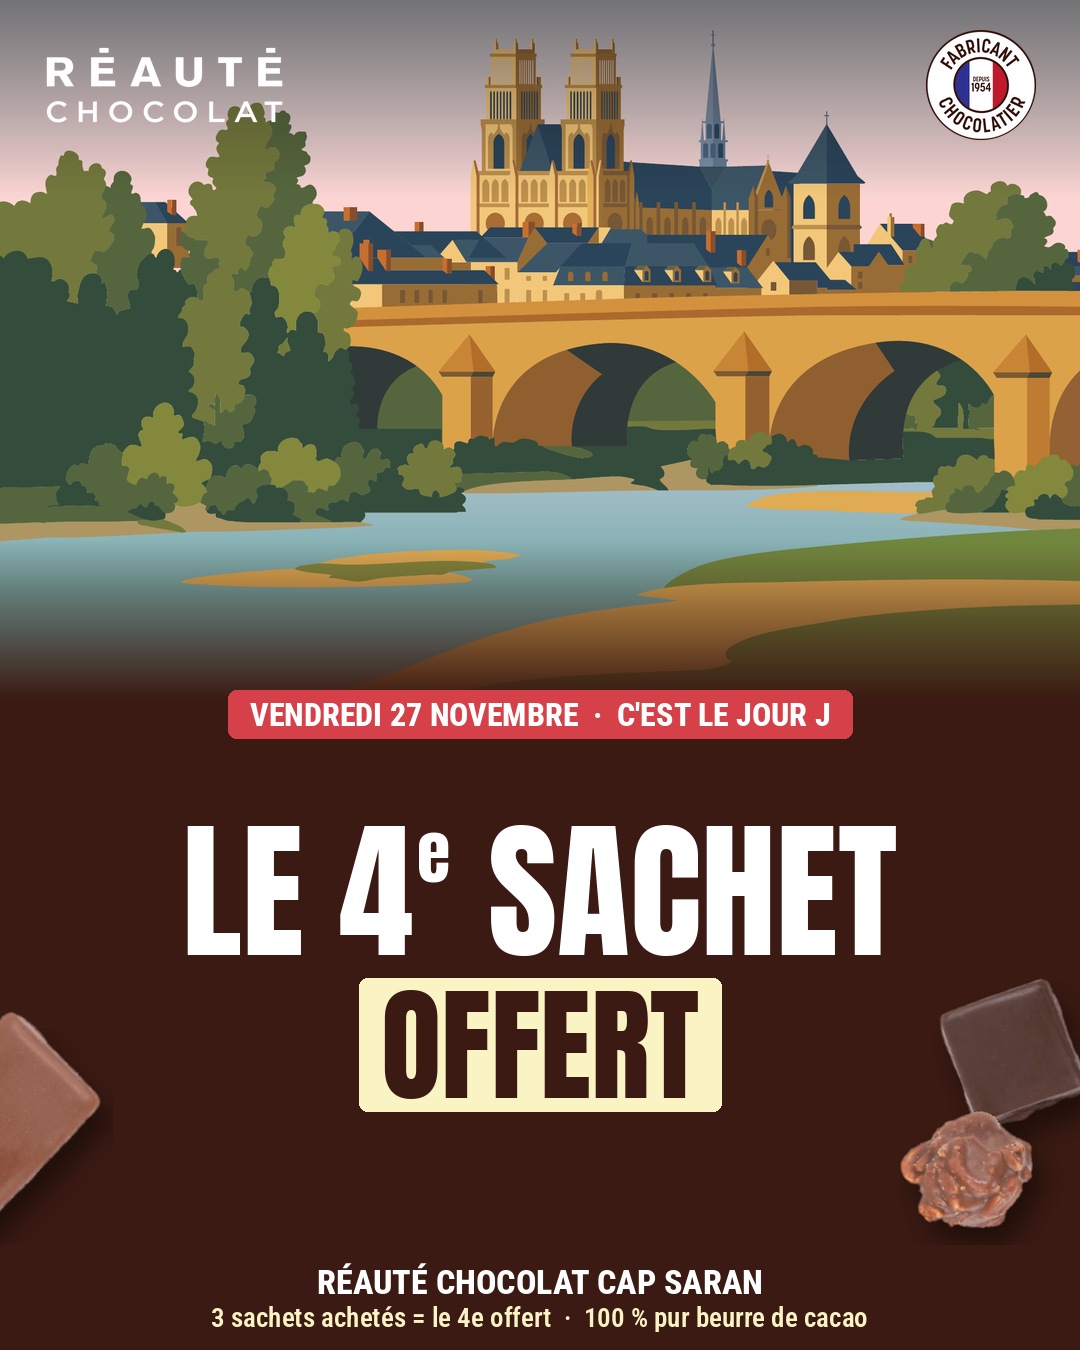 RÉAUTÉ
CHOCOLAT
FABRICANT
DEPUIS
1954
CHOCOLATIER
VENDREDI 27 NOVEMBRE · C'EST LE JOUR J
LE 4e SACHET
OFFERT
RÉAUTÉ CHOCOLAT CAP SARAN
3 sachets achetés = le 4e offert · 100 % pur beurre de cacao